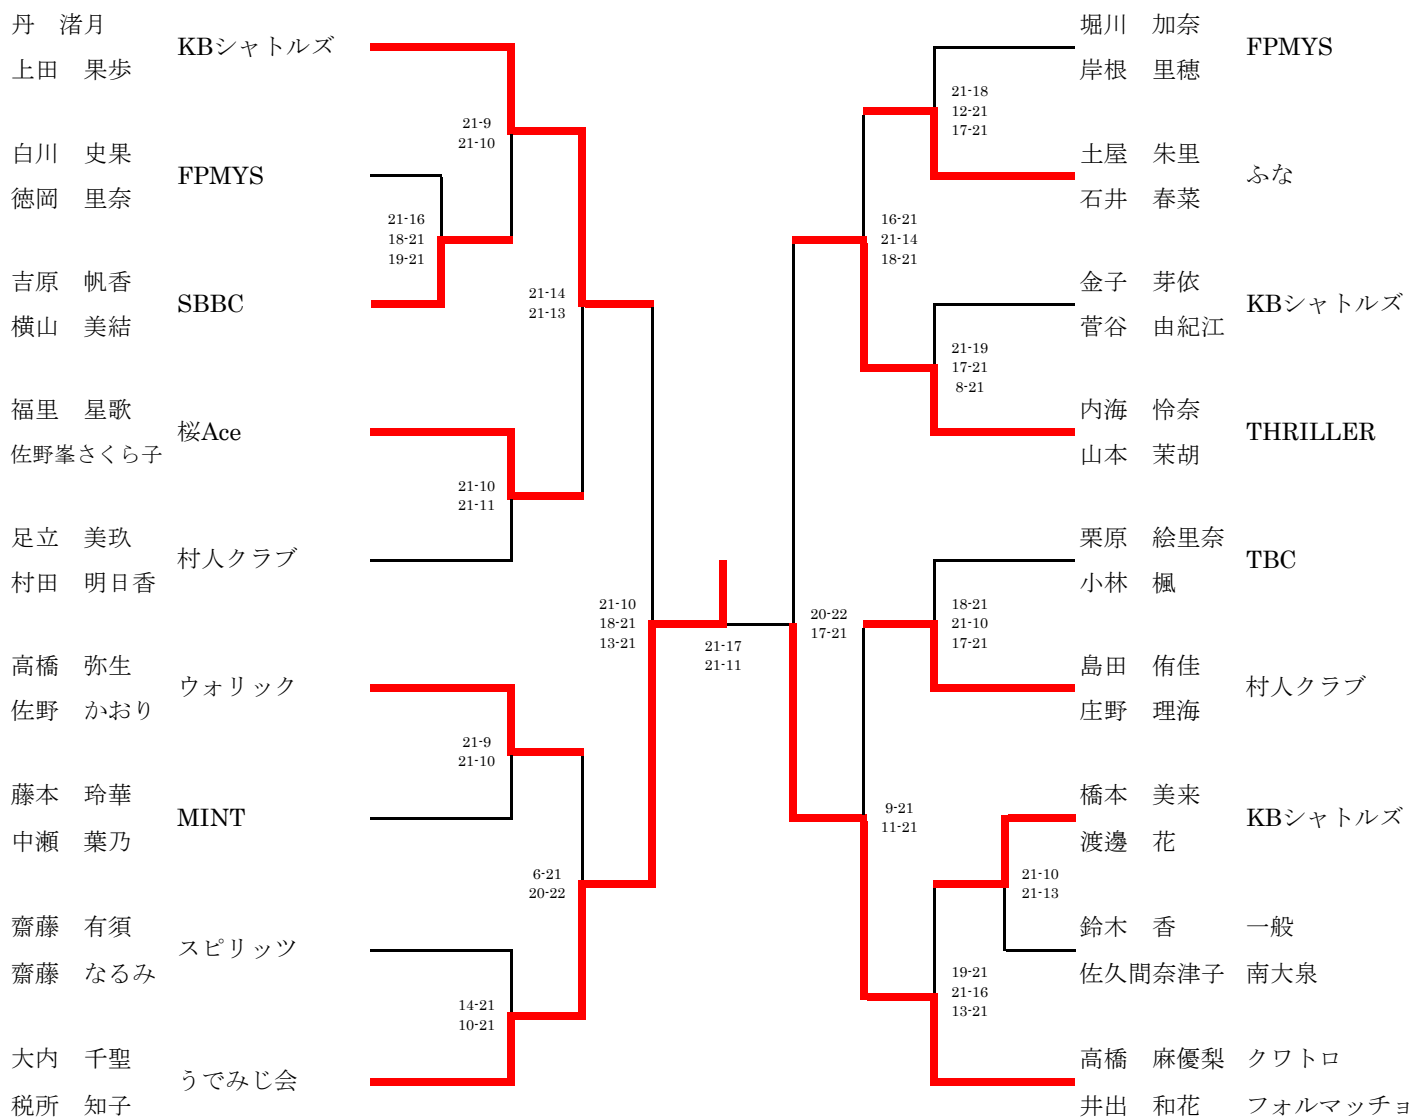 丹　渚月
KBシャトルズ
上田　果歩
21-9
21-10
白川　史果
FPMYS
徳岡　里奈
21-16
18-21
19-21
吉原　帆香
SBBC
横山　美結
21-14
21-13
福里　星歌
桜Ace
佐野峯さくら子
21-10
21-11
足立　美玖
村人クラブ
村田　明日香
21-10
18-21
13-21
高橋　弥生
ウォリック
佐野　かおり
21-9
21-10
藤本　玲華
MINT
中瀬　葉乃
6-21
20-22
齋藤　有須
スピリッツ
齋藤　なるみ
14-21
10-21
大内　千聖
うでみじ会
税所　知子
21-17
21-11
堀川　加奈
FPMYS
岸根　里穂
21-18
12-21
17-21
土屋　朱里
ふな
石井　春菜
16-21
21-14
18-21
金子　芽依
KBシャトルズ
菅谷　由紀江
21-19
17-21
8-21
内海　怜奈
THRILLER
山本　茉胡
栗原　絵里奈
TBC
小林　楓
20-22
17-21
18-21
21-10
17-21
島田　侑佳
村人クラブ
庄野　理海
9-21
11-21
橋本　美来
KBシャトルズ
渡邊　花
21-10
21-13
鈴木　香　一般
佐久間奈津子　南大泉
19-21
21-16
13-21
高橋　麻優梨　クワトロ
井出　和花　フォルマッチョ